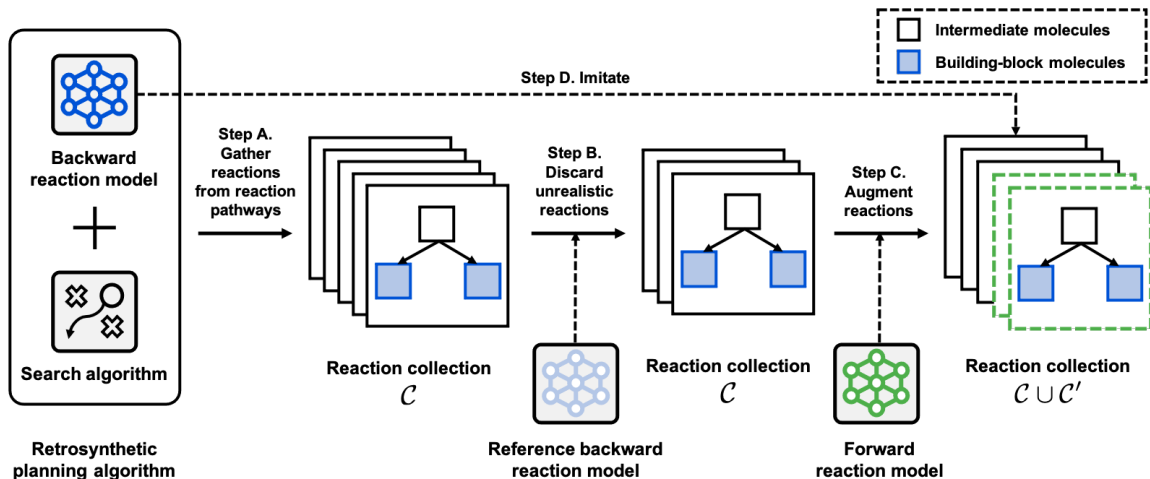 Intermediate molecules
Building-block molecules
Step D. Imitate
Backward
reaction model
Search algorithm
Retrosynthetic
planning algorithm
Step A.
Gather
reactions
from reaction
pathways
Reaction collection
C
Step B.
Discard
unrealistic
reactions
Reference backward
reaction model
Reaction collection
C
Step C.
Augment
reactions
Forward
reaction model
Reaction collection
C ∪ C′